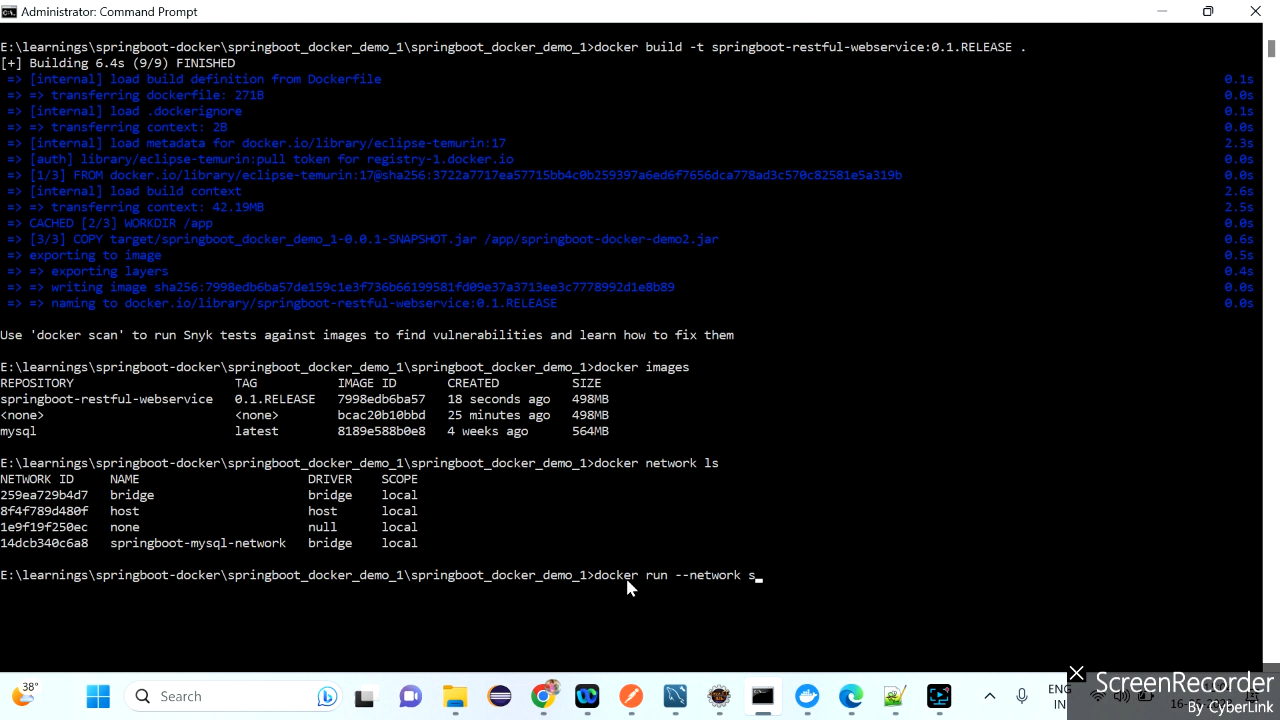 Administrator: Command Prompt
E:\learnings\springboot-docker\springboot_docker_demo_1\springboot_docker_demo_1>docker build -t springboot-restful-webservice:0.1.RELEASE .
[+] Building 6.4s (9/9) FINISHED
=> [internal] load build definition from Dockerfile 0.1s
=> => transferring dockerfile: 271B 0.0s
=> [internal] load .dockerignore 0.1s
=> => transferring context: 2B 0.0s
=> [internal] load metadata for docker.io/library/eclipse-temurin:17 2.3s
=> [auth] library/eclipse-temurin:pull token for registry-1.docker.io 0.0s
=> [1/3] FROM docker.io/library/eclipse-temurin:17@sha256:3722a7717ea57715bb4c0b259397a6ed6f7656dca778ad3c570c82581e5a319b 0.0s
=> [internal] load build context 2.6s
=> => transferring context: 42.19MB 2.5s
=> CACHED [2/3] WORKDIR /app 0.0s
=> [3/3] COPY target/springboot_docker_demo_1-0.0.1-SNAPSHOT.jar /app/springboot-docker-demo2.jar 0.6s
=> exporting to image 0.5s
=> => exporting layers 0.4s
=> => writing image sha256:7998edb6ba57de159c1e3f736b66199581fd09e37a3713ee3c7778992d1e8b89 0.0s
=> => naming to docker.io/library/springboot-restful-webservice:0.1.RELEASE 0.0s
Use 'docker scan' to run Snyk tests against images to find vulnerabilities and learn how to fix them
E:\learnings\springboot-docker\springboot_docker_demo_1\springboot_docker_demo_1>docker images
REPOSITORY TAG IMAGE ID CREATED SIZE
springboot-restful-webservice 0.1.RELEASE 7998edb6ba57 18 seconds ago 498MB
<none> <none> bcac20b10bbd 25 minutes ago 498MB
mysql latest 8189e588b0e8 4 weeks ago 564MB
E:\learnings\springboot-docker\springboot_docker_demo_1\springboot_docker_demo_1>docker network ls
NETWORK ID NAME DRIVER SCOPE
259ea729b4d7 bridge bridge local
8f4f789d480f host host local
1e9f19f250ec none null local
14dcb340c6a8 springboot-mysql-network bridge local
E:\learnings\springboot-docker\springboot_docker_demo_1\springboot_docker_demo_1>docker run --network s_
38°
Search
ENG
IN
ScreenRecorder
By CyberLink